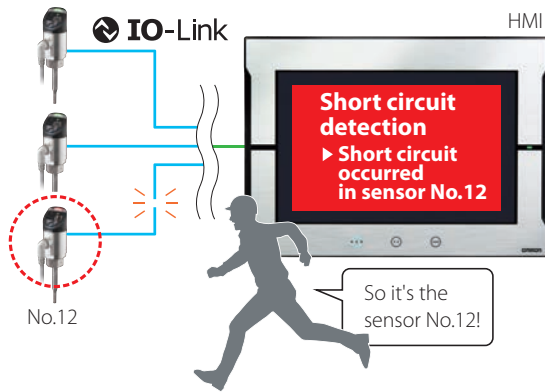 IO-Link
HMI
Short circuit
detection
▶ Short circuit
occurred
in sensor No.12
OMRON
So it's the
sensor No.12!
No.12